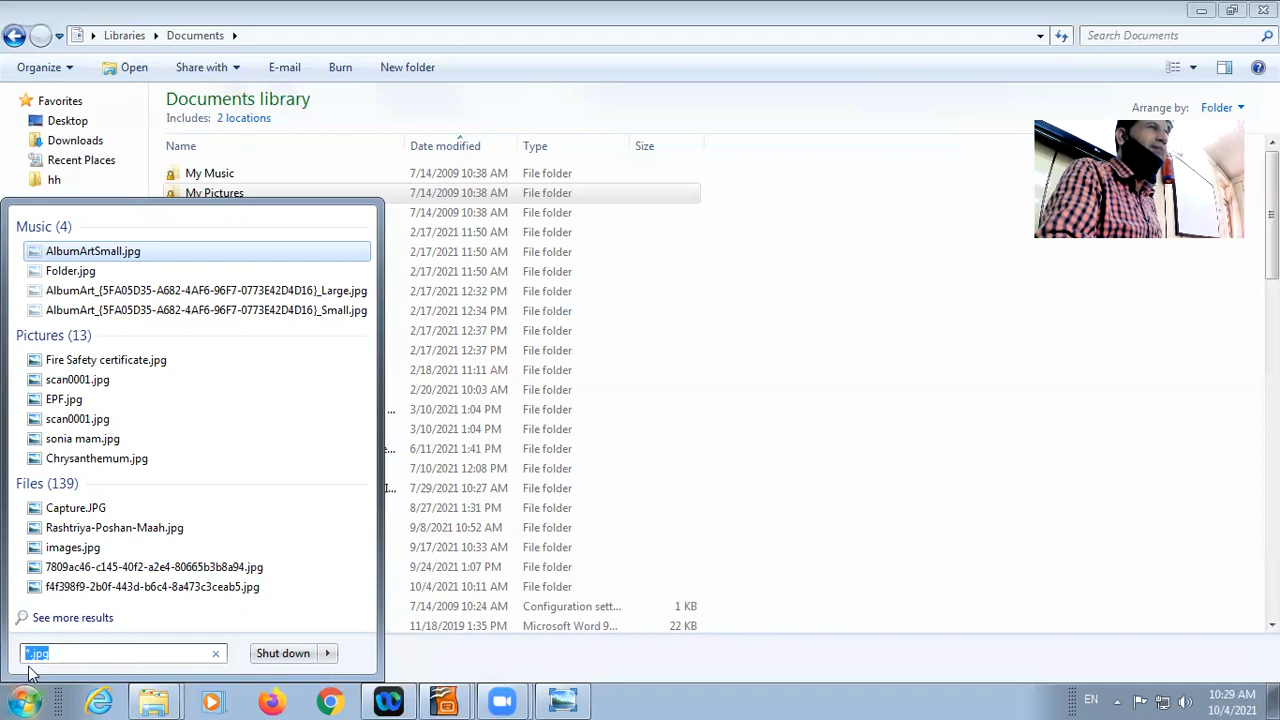 Libraries Documents Search Documents
Organize Open Share with E-mail Burn New folder
Favorites
Desktop
Downloads
Recent Places
hh
Documents library
Includes: 2 locations
Arrange by: Folder
Name Date modified Type Size
My Music 7/14/2009 10:38 AM File folder
My Pictures 7/14/2009 10:38 AM File folder
7/14/2009 10:38 AM File folder
2/17/2021 11:50 AM File folder
2/17/2021 11:50 AM File folder
2/17/2021 11:50 AM File folder
2/17/2021 12:32 PM File folder
2/17/2021 12:34 PM File folder
2/17/2021 12:37 PM File folder
2/17/2021 12:37 PM File folder
2/18/2021 11:11 AM File folder
2/20/2021 10:03 AM File folder
... 3/10/2021 1:04 PM File folder
3/10/2021 1:04 PM File folder
6/11/2021 1:41 PM File folder
7/10/2021 12:08 PM File folder
7/29/2021 10:27 AM File folder
8/27/2021 1:31 PM File folder
9/8/2021 10:52 AM File folder
9/17/2021 10:33 AM File folder
9/24/2021 1:07 PM File folder
10/4/2021 10:11 AM File folder
7/14/2009 10:24 AM Configuration sett... 1 KB
11/18/2019 1:35 PM Microsoft Word 9... 22 KB
Music (4)
AlbumArtSmall.jpg
Folder.jpg
AlbumArt_{5FA05D35-A682-4AF6-96F7-0773E42D4D16}_Large.jpg
AlbumArt_{5FA05D35-A682-4AF6-96F7-0773E42D4D16}_Small.jpg
Pictures (13)
Fire Safety certificate.jpg
scan0001.jpg
EPF.jpg
scan0001.jpg
sonia mam.jpg
Chrysanthemum.jpg
Files (139)
Capture.JPG
Rashtriya-Poshan-Maah.jpg
images.jpg
7809ac46-c145-40f2-a2e4-80665b3b8a94.jpg
f4f398f9-2b0f-443d-b6c4-8a473c3ceab5.jpg
See more results
*.jpg
Shut down
EN
10:29 AM
10/4/2021